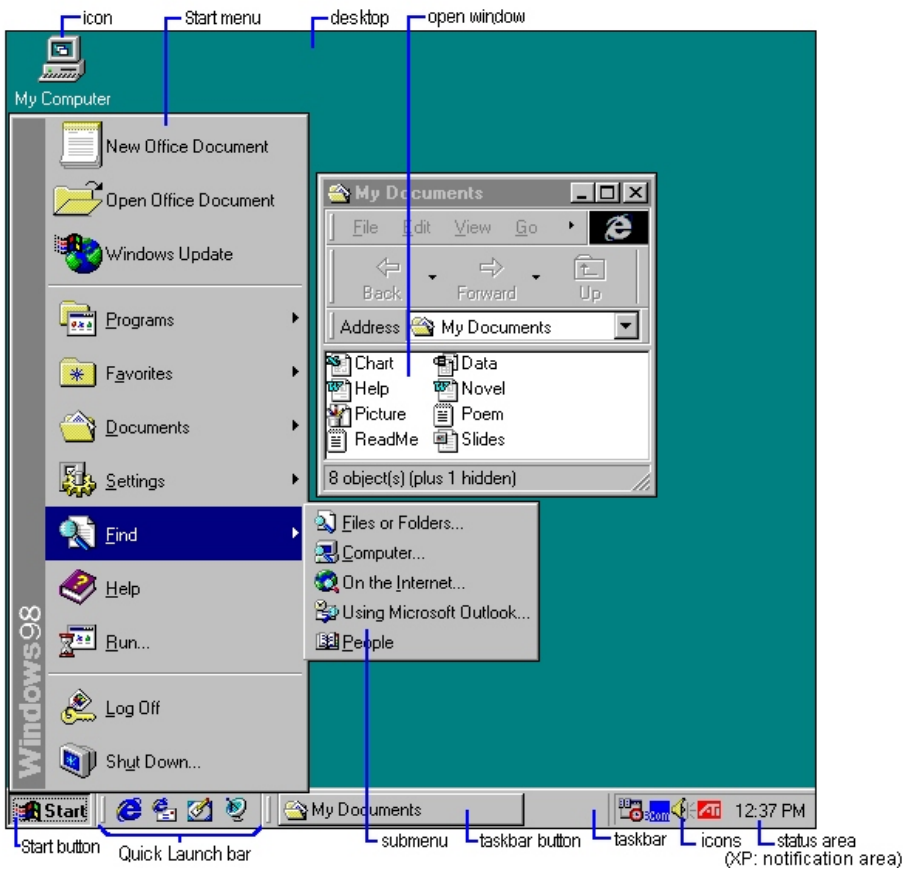 icon
Start menu
desktop
open window
My Computer
New Office Document
Open Office Document
Windows Update
Programs
Favorites
Documents
Settings
Find
Help
Run...
Log Off
Shut Down...
Windows98
My Documents
File Edit View Go
Back Forward Up
Address My Documents
Chart Data
Help Novel
Picture Poem
ReadMe Slides
8 object(s) (plus 1 hidden)
Files or Folders...
Computer...
On the Internet...
Using Microsoft Outlook...
People
Start
My Documents
3Com
ATI
12:37 PM
Start button
Quick Launch bar
submenu
taskbar button
taskbar
icons
status area
(XP: notification area)